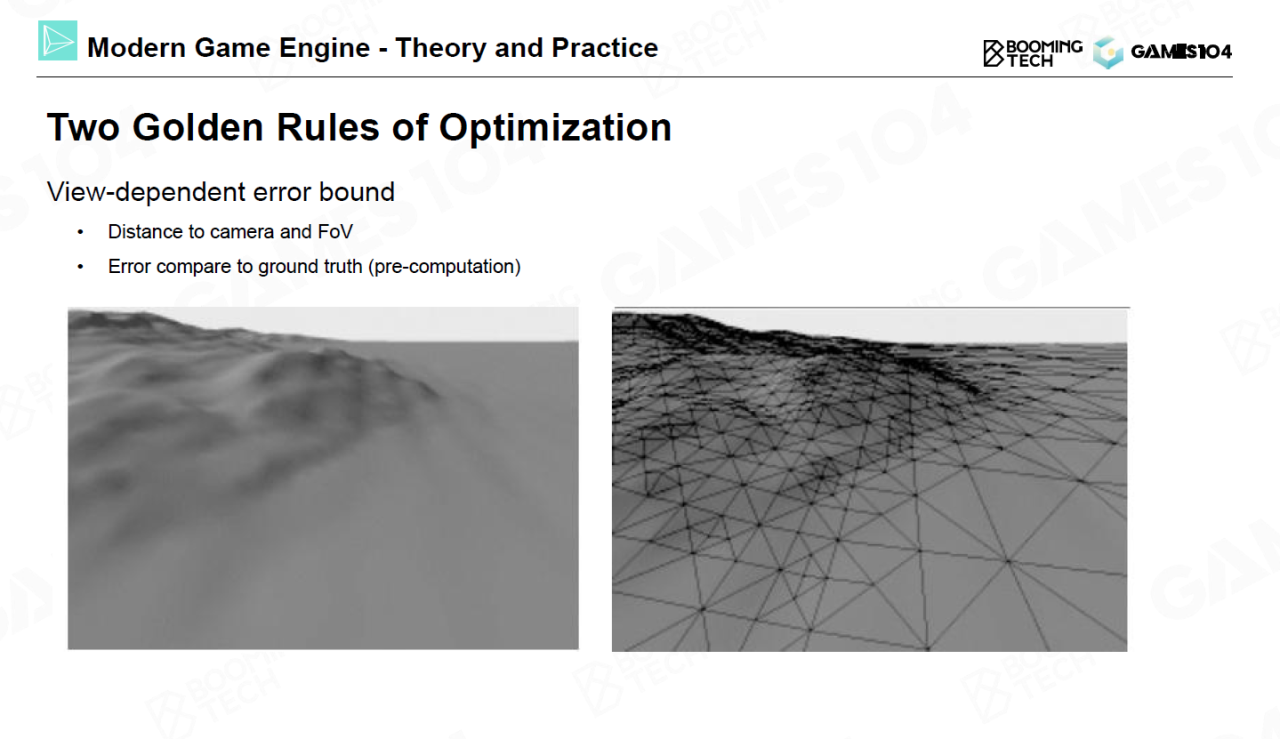 Modern Game Engine - Theory and Practice
BOOMING
TECH
GAMES104
Two Golden Rules of Optimization
View-dependent error bound
• Distance to camera and FoV
• Error compare to ground truth (pre-computation)